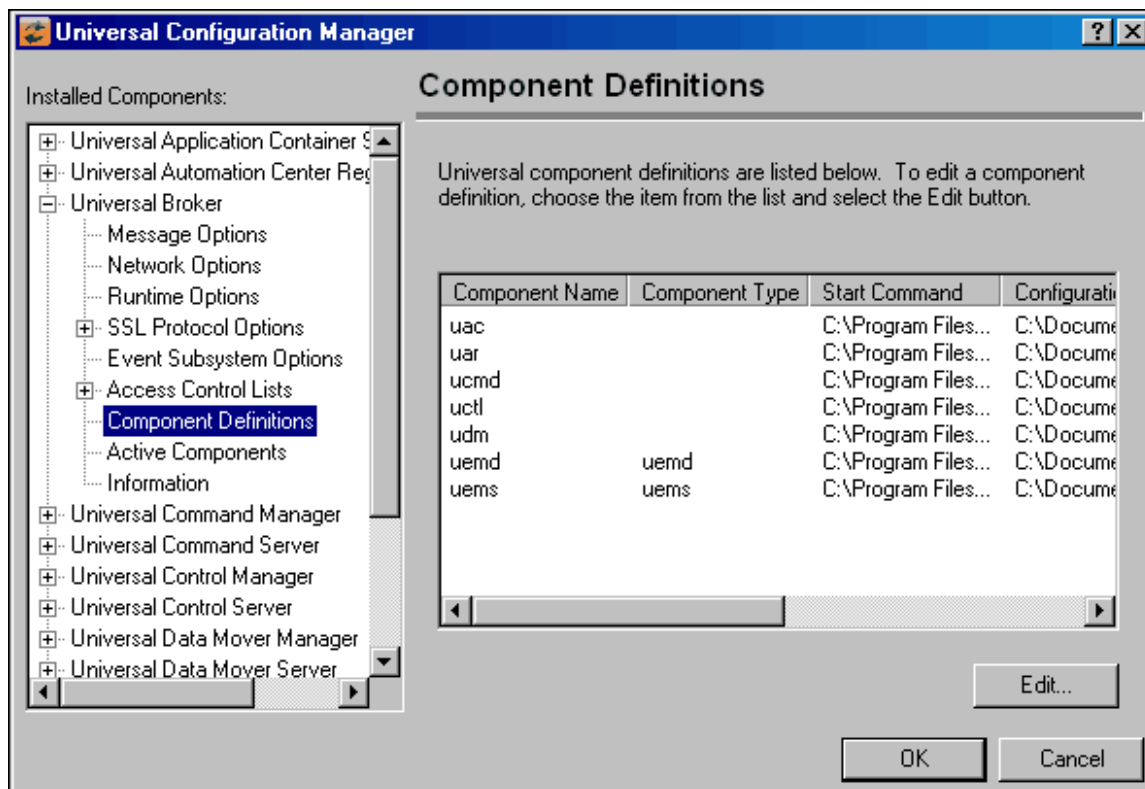 Universal Configuration Manager
Installed Components:
Universal Application Container S
Universal Automation Center Reg
Universal Broker
Message Options
Network Options
Runtime Options
SSL Protocol Options
Event Subsystem Options
Access Control Lists
Component Definitions
Active Components
Information
Universal Command Manager
Universal Command Server
Universal Control Manager
Universal Control Server
Universal Data Mover Manager
Universal Data Mover Server
Component Definitions
Universal component definitions are listed below. To edit a component
definition, choose the item from the list and select the Edit button.
Component Name Component Type Start Command Configurati
uac C:\Program Files... C:\Docume
uar C:\Program Files... C:\Docume
ucmd C:\Program Files... C:\Docume
uctl C:\Program Files... C:\Docume
udm C:\Program Files... C:\Docume
uemd uemd C:\Program Files... C:\Docume
uems uems C:\Program Files... C:\Docume
Edit...
OK Cancel